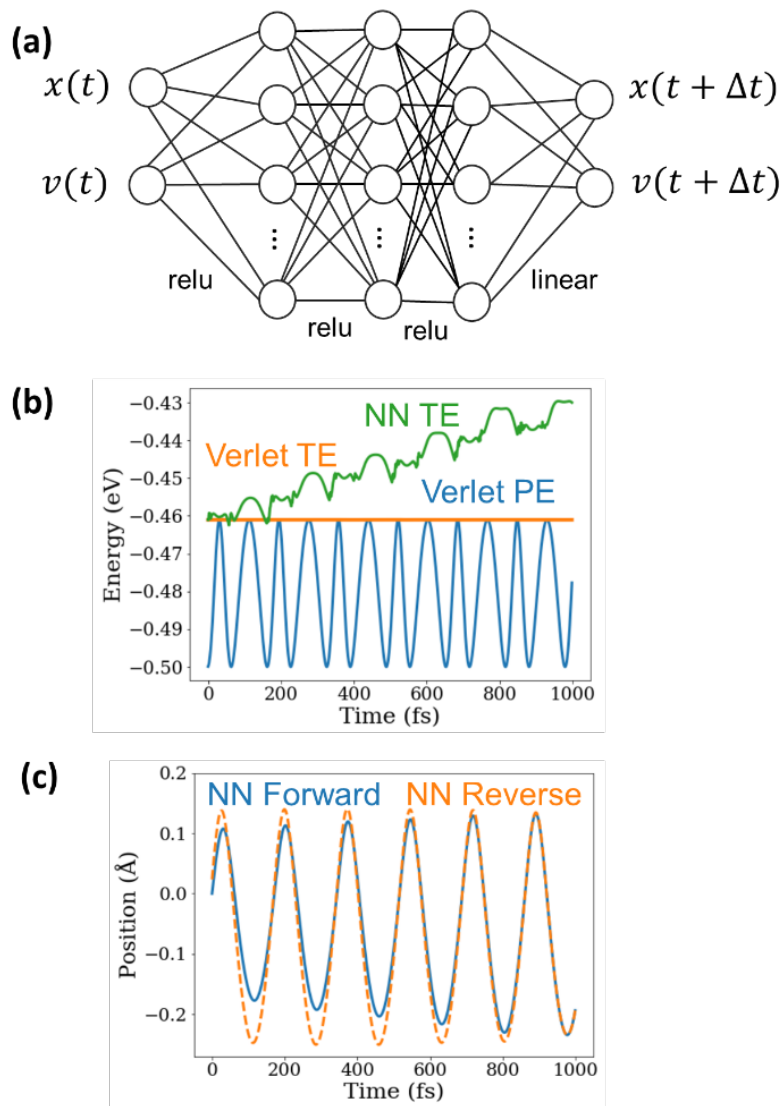 (a)
x(t)
x(t + Δt)
v(t)
v(t + Δt)
⋮ ⋮ ⋮
relu
linear
relu relu
(b)
−0.43
NN TE
−0.44
Verlet TE
−0.45
Verlet PE
−0.46
−0.47
−0.48
−0.49
−0.50
Energy (eV)
0 200 400 600 800 1000
Time (fs)
(c)
0.2
NN Forward NN Reverse
0.1
0.0
−0.1
−0.2
Position (Å)
0 200 400 600 800 1000
Time (fs)